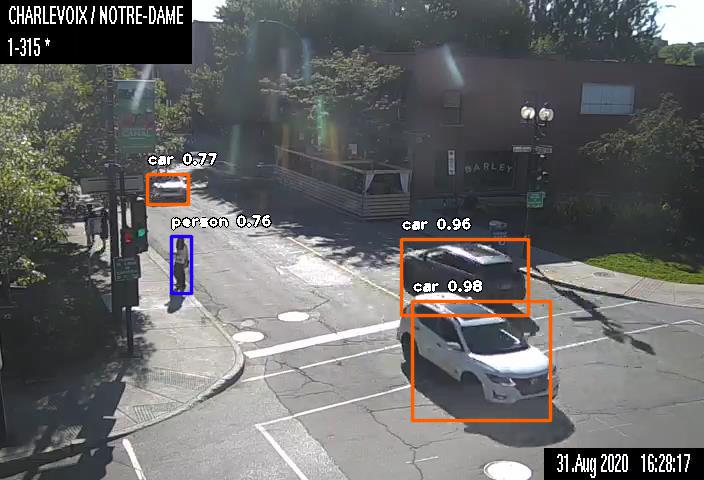 CHARLEVOIX / NOTRE-DAME
1-315 *
CANAL
car 0.77
BARLEY
person 0.76
car 0.96
car 0.98
31.Aug 2020 16:28:17